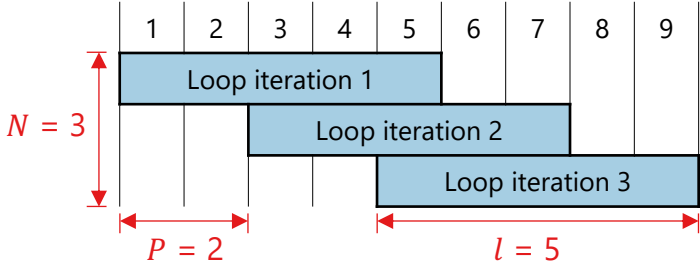 1 2 3 4 5 6 7 8 9
Loop iteration 1
N = 3
Loop iteration 2
Loop iteration 3
P = 2
l = 5